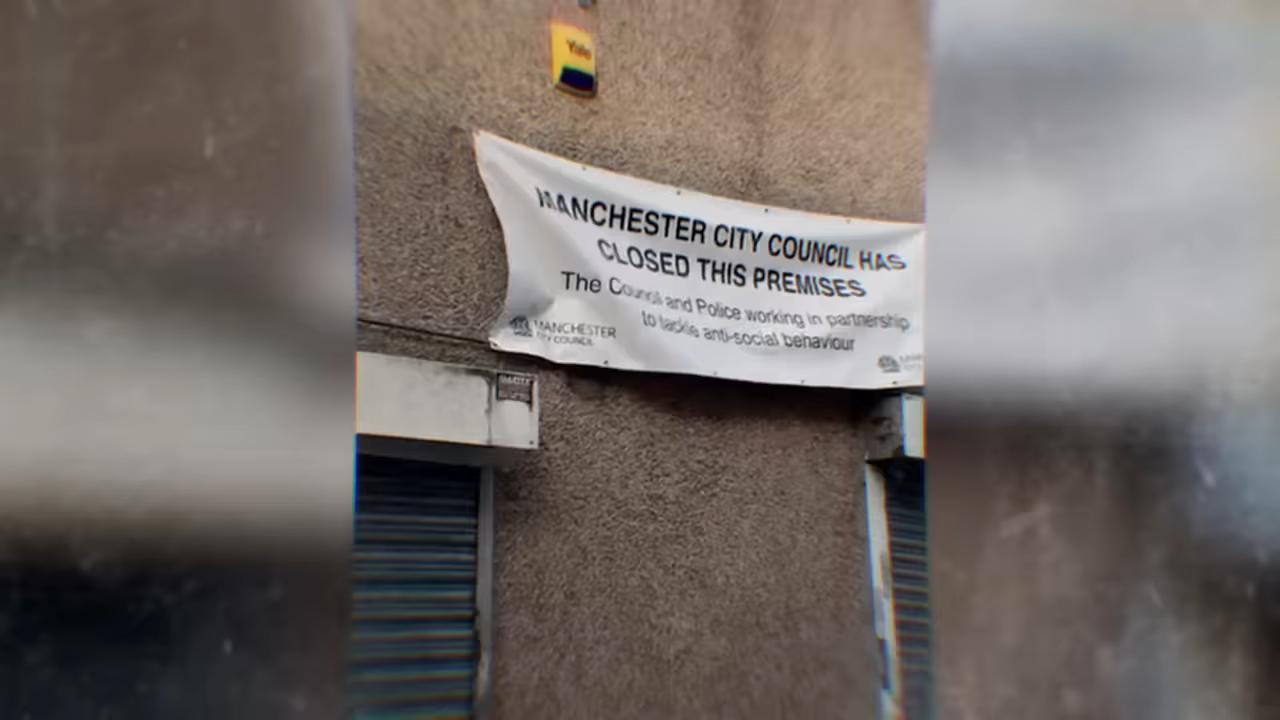 Yale
MANCHESTER CITY COUNCIL HAS
CLOSED THIS PREMISES
The Council and Police working in partnership
to tackle anti-social behaviour
MANCHESTER
CITY COUNCIL